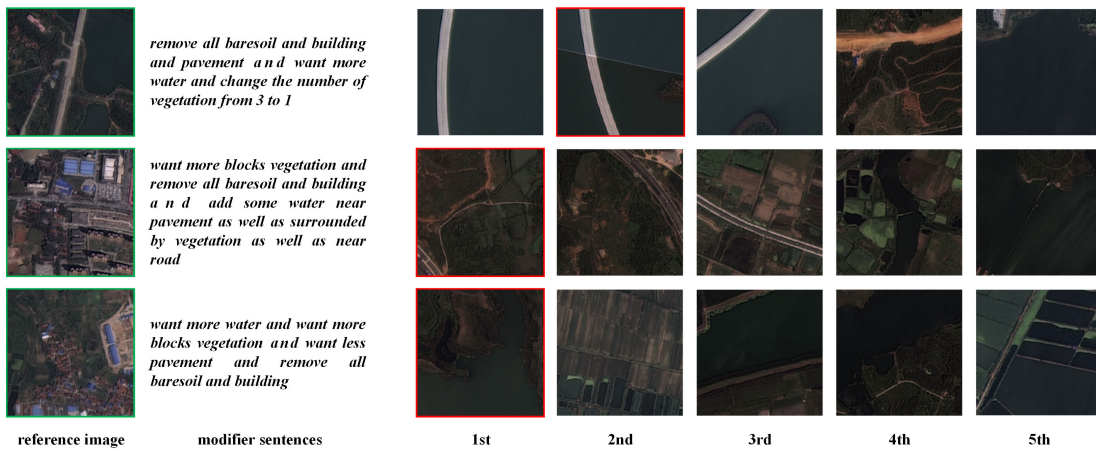 remove all baresoil and building
and pavement and want more
water and change the number of
vegetation from 3 to 1
want more blocks vegetation and
remove all baresoil and building
and add some water near
pavement as well as surrounded
by vegetation as well as near
road
want more water and want more
blocks vegetation and want less
pavement and remove all
baresoil and building
reference image modifier sentences 1st 2nd 3rd 4th 5th